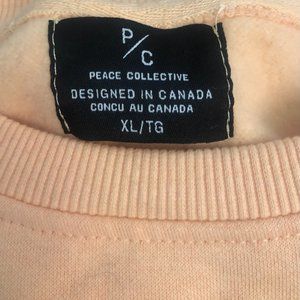 P/C
PEACE COLLECTIVE
DESIGNED IN CANADA
CONCU AU CANADA
XL/TG